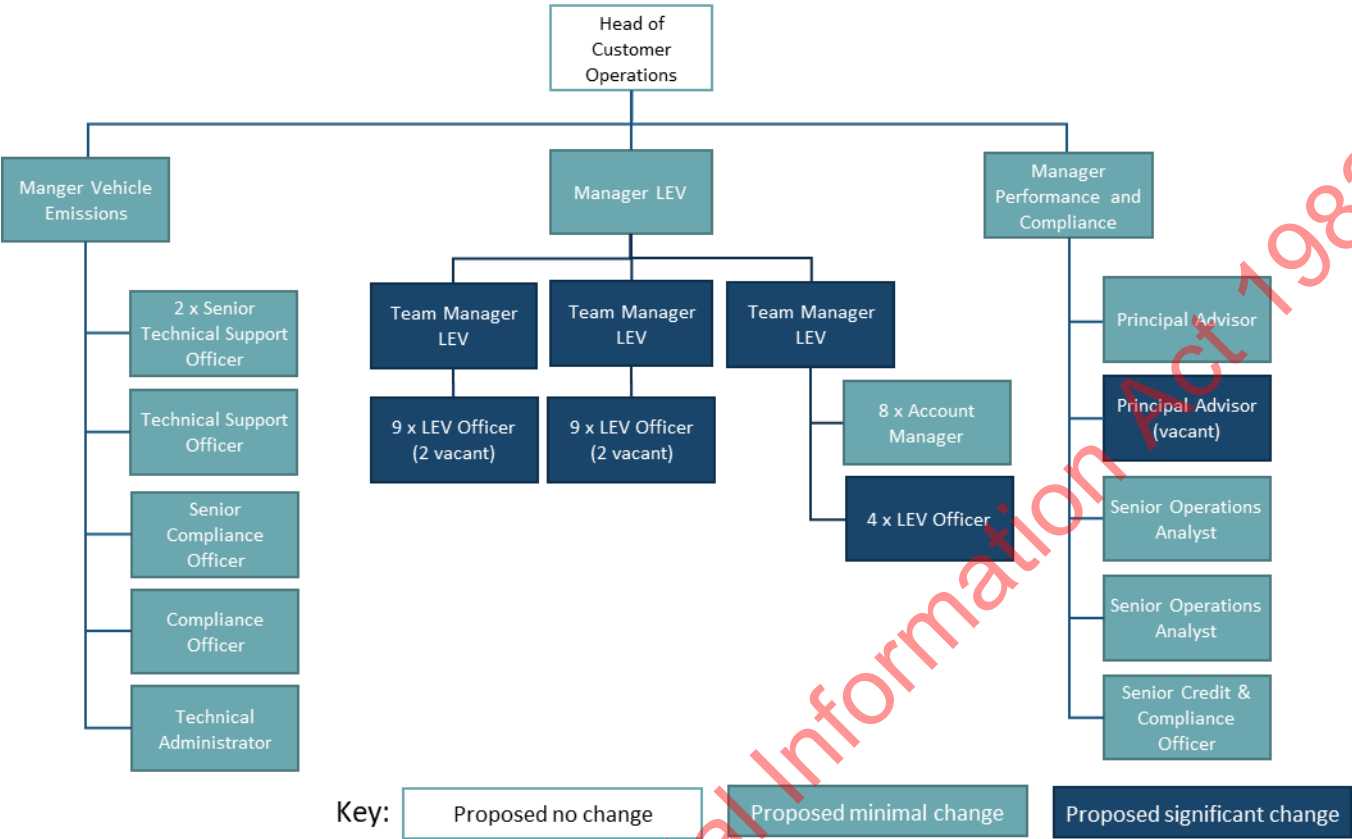 Head of
Customer
Operations
Manger Vehicle
Emissions
Manager LEV
Manager
Performance and
Compliance
2 x Senior
Technical Support
Officer
Technical Support
Officer
Senior
Compliance
Officer
Compliance
Officer
Technical
Administrator
Team Manager
LEV
Team Manager
LEV
Team Manager
LEV
9 x LEV Officer
(2 vacant)
9 x LEV Officer
(2 vacant)
8 x Account
Manager
4 x LEV Officer
Principal Advisor
Principal Advisor
(vacant)
Senior Operations
Analyst
Senior Operations
Analyst
Senior Credit &
Compliance
Officer
Key:
Proposed no change
Proposed minimal change
Proposed significant change
Information Act